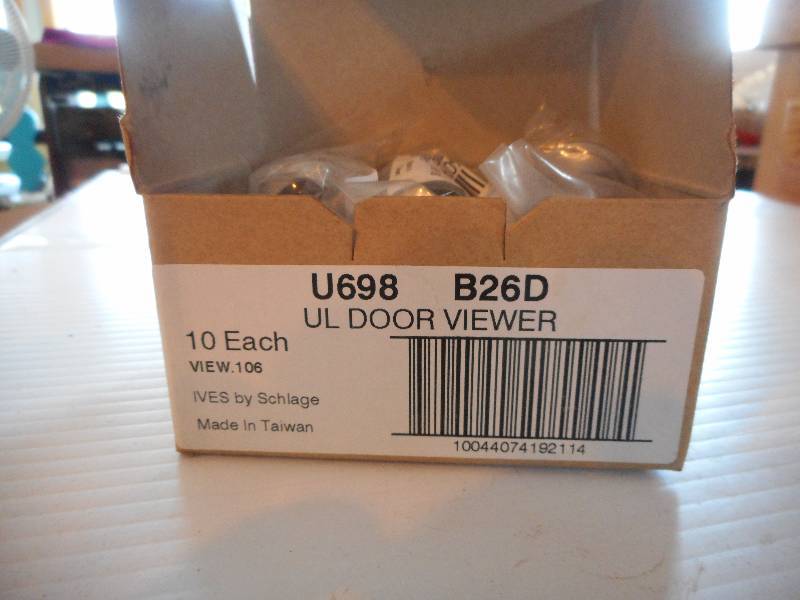 U698 B26D
UL DOOR VIEWER
10 Each
VIEW.106
IVES by Schlage
Made In Taiwan
10044074192114